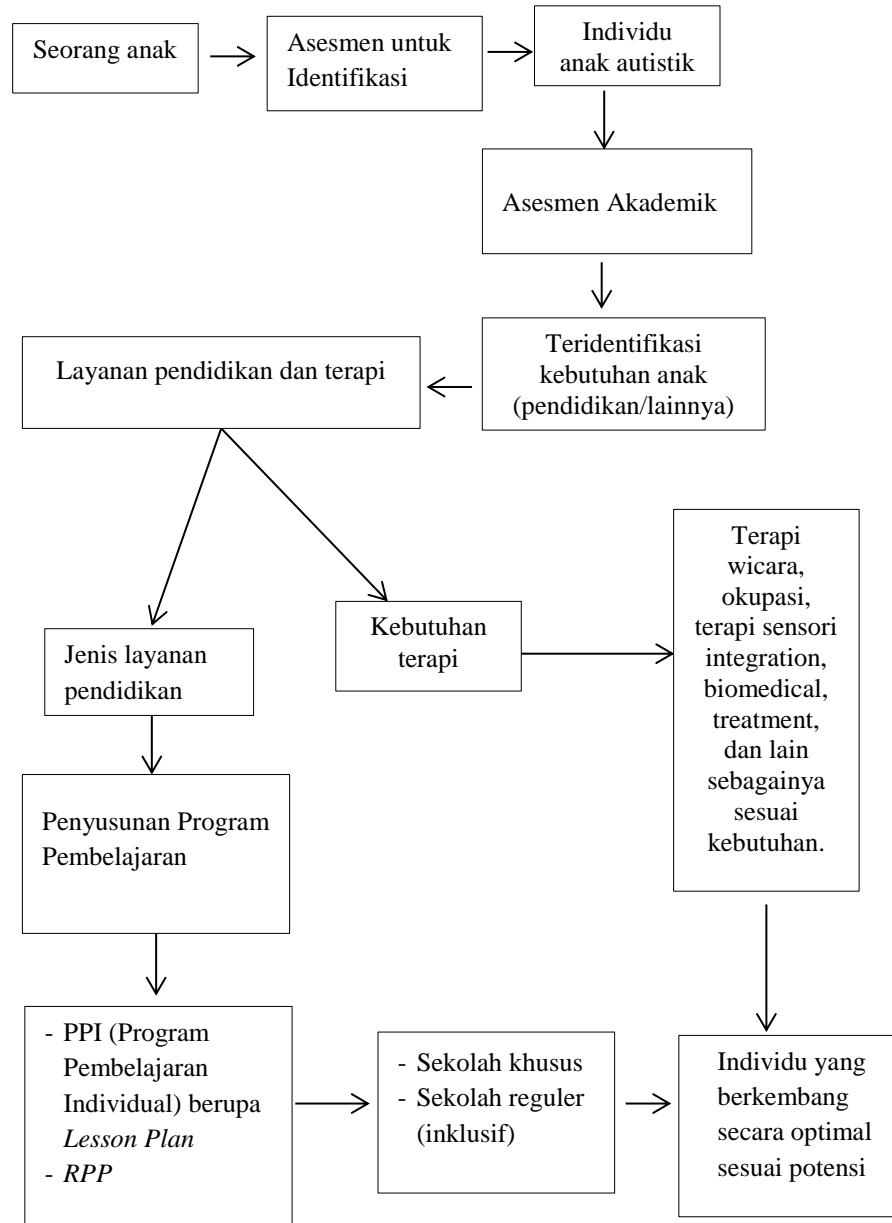 Seorang anak
Asesmen untuk
Identifikasi
Individu
anak autistik
Asesmen Akademik
Teridentifikasi
kebutuhan anak
(pendidikan/lainnya)
Layanan pendidikan dan terapi
Jenis layanan
pendidikan
Kebutuhan
terapi
Terapi
wicara,
okupasi,
terapi sensori
integration,
biomedical,
treatment,
dan lain
sebagainya
sesuai
kebutuhan.
Penyusunan Program
Pembelajaran
- PPI (Program
Pembelajaran
Individual) berupa
Lesson Plan
- RPP
- Sekolah khusus
- Sekolah reguler
(inklusif)
Individu yang
berkembang
secara optimal
sesuai potensi